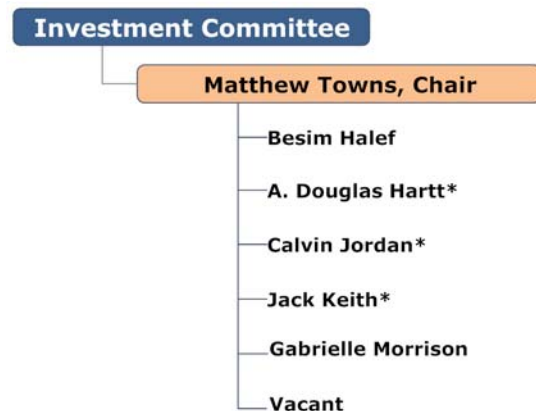 Investment Committee
Matthew Towns, Chair
Besim Halef
A. Douglas Hartt*
Calvin Jordan*
Jack Keith*
Gabrielle Morrison
Vacant